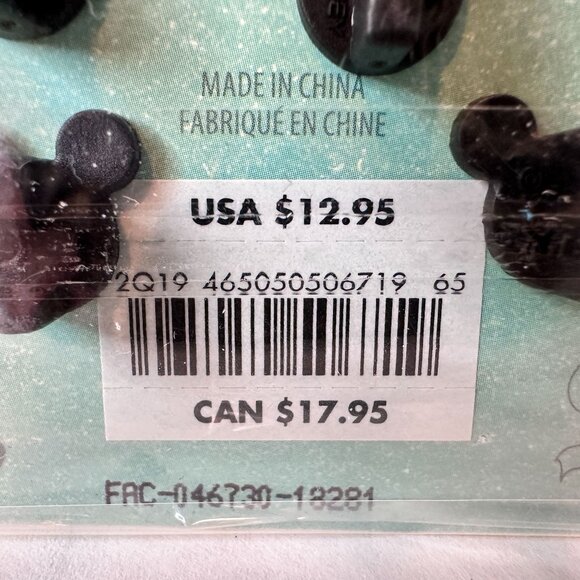 MADE IN CHINA
FABRIQUÉ EN CHINE
USA $12.95
2Q19 465050506719 65
CAN $17.95
FAC-046730-18281